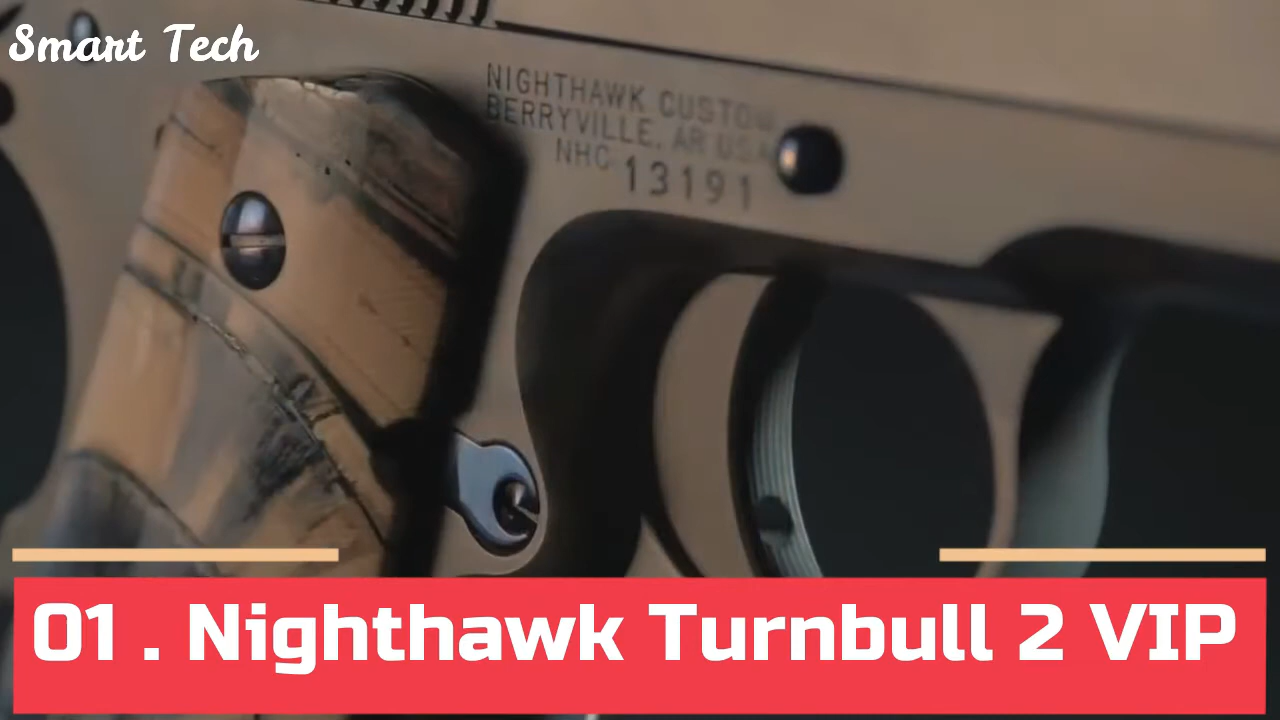 Smart Tech
NIGHTHAWK CUSTOM
BERRYVILLE, AR USA
NHC 13191
01 . Nighthawk Turnbull 2 VIP